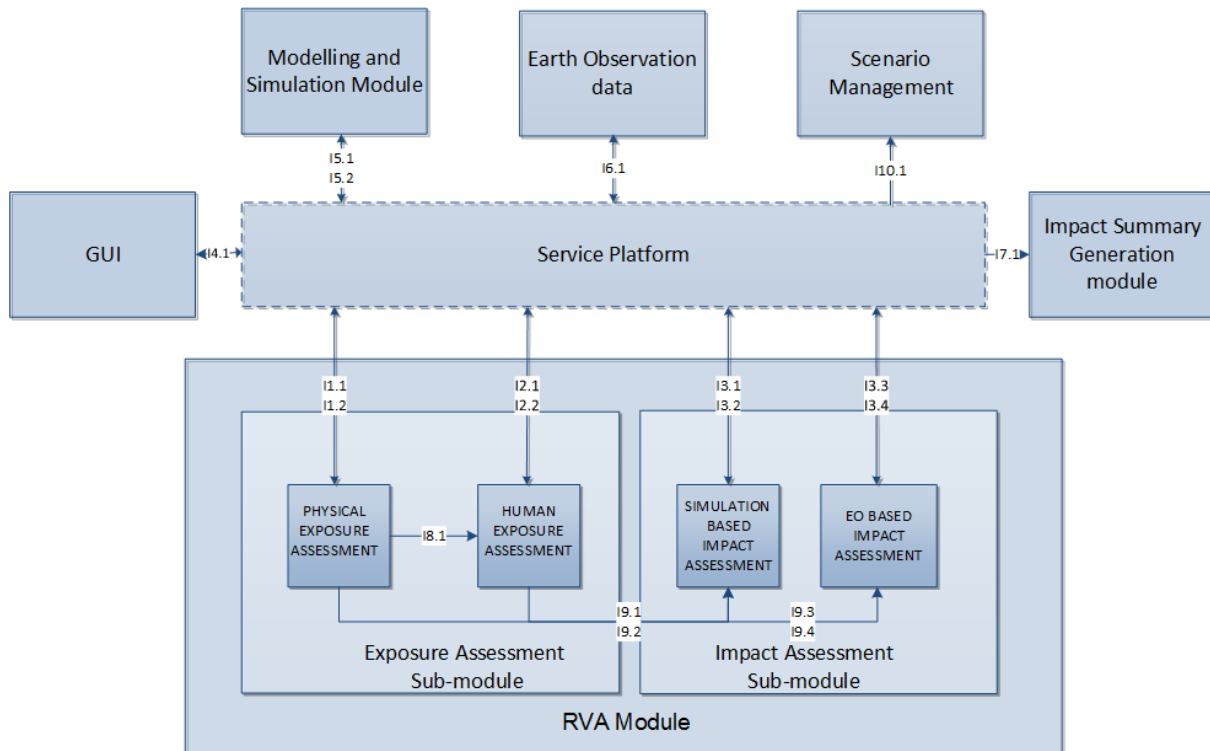 Modelling and
Simulation Module
Earth Observation
data
Scenario
Management
I5.1
I5.2
I6.1
I10.1
GUI
I4.1
Service Platform
I7.1
Impact Summary
Generation
module
I1.1
I1.2
I2.1
I2.2
I3.1
I3.2
I3.3
I3.4
PHYSICAL
EXPOSURE
ASSESSMENT
I8.1
HUMAN
EXPOSURE
ASSESSMENT
SIMULATION
BASED
IMPACT
ASSESSMENT
EO BASED
IMPACT
ASSESSMENT
I9.1
I9.2
I9.3
I9.4
Exposure Assessment
Sub-module
Impact Assessment
Sub-module
RVA Module